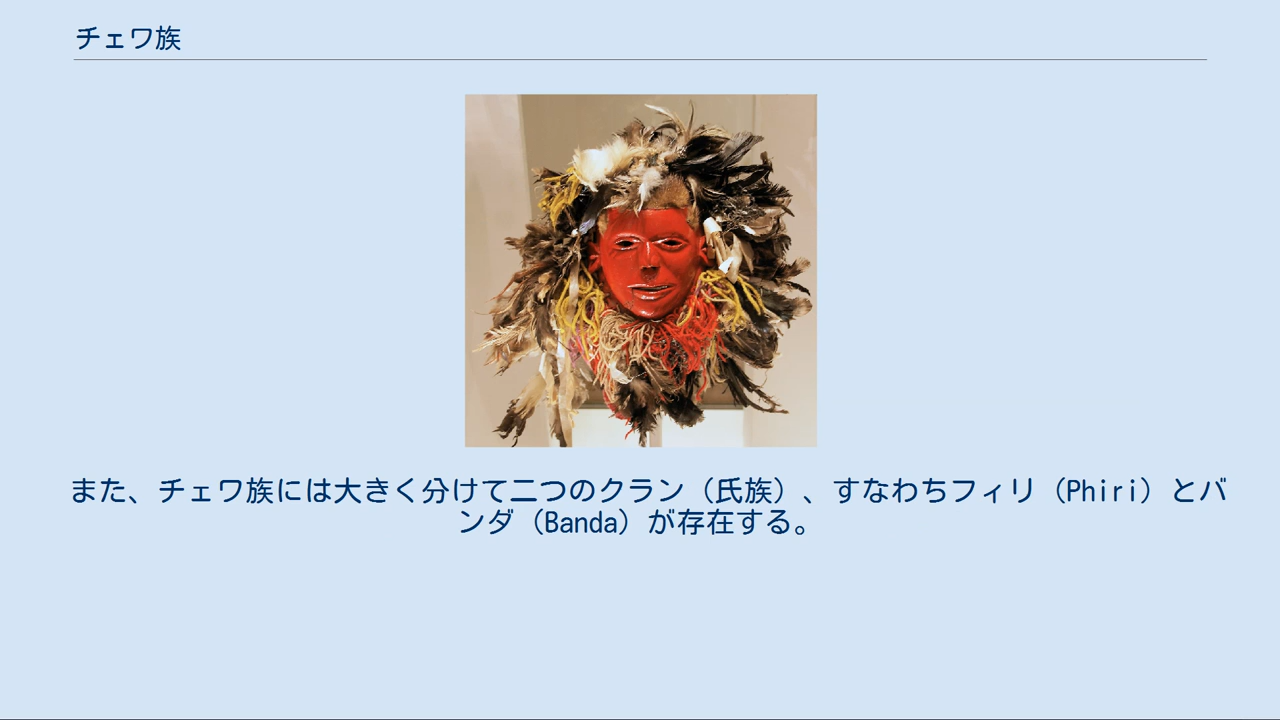 チェワ族
また、チェワ族には大きく分けて二つのクラン（氏族）、すなわちフィリ（Phiri）とバ
ンダ（Banda）が存在する。